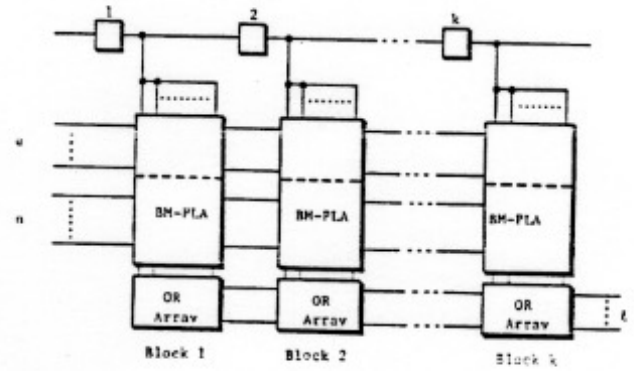 1 2 k
n
BM-PLA BM-PLA BM-PLA
OR OR OR
Array Array Array
Block 1 Block 2 Block k